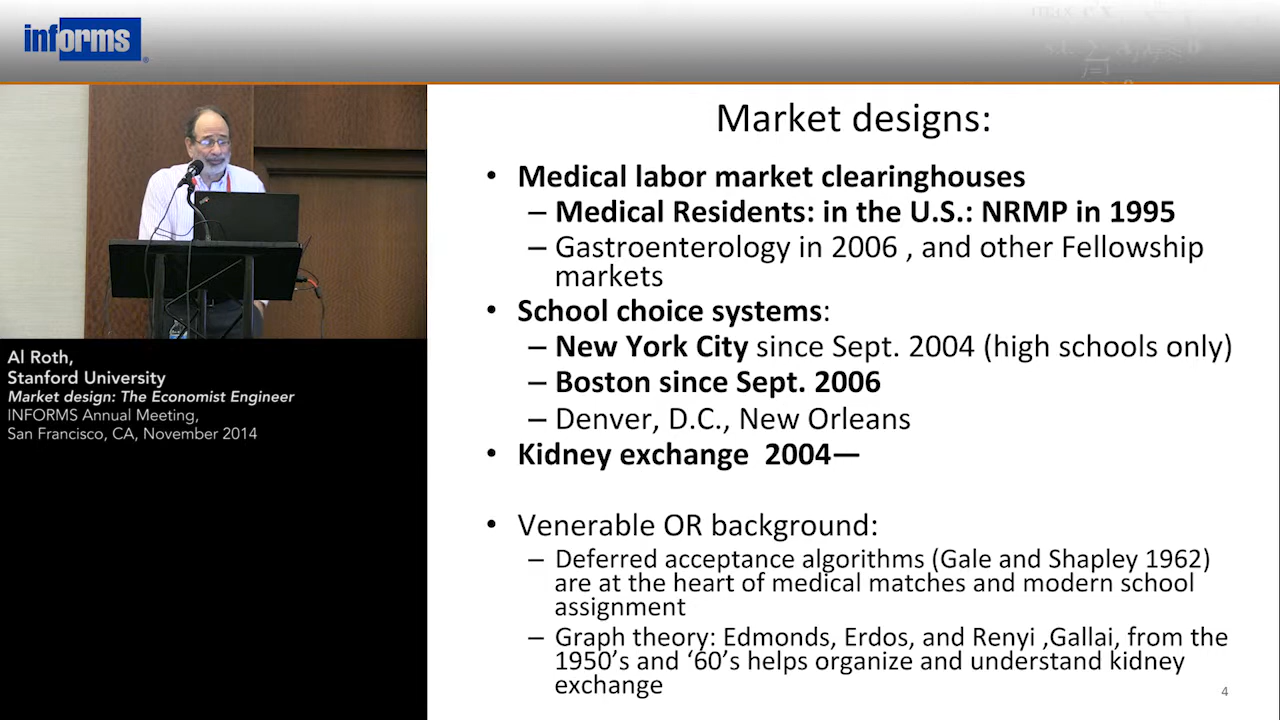 informs
Al Roth,
Stanford University
Market design: The Economist Engineer
INFORMS Annual Meeting,
San Francisco, CA, November 2014
Market designs:
• Medical labor market clearinghouses
– Medical Residents: in the U.S.: NRMP in 1995
– Gastroenterology in 2006 , and other Fellowship
markets
• School choice systems:
– New York City since Sept. 2004 (high schools only)
– Boston since Sept. 2006
– Denver, D.C., New Orleans
• Kidney exchange 2004—
• Venerable OR background:
– Deferred acceptance algorithms (Gale and Shapley 1962)
are at the heart of medical matches and modern school
assignment
– Graph theory: Edmonds, Erdos, and Renyi ,Gallai, from the
1950’s and ‘60’s helps organize and understand kidney
exchange
4